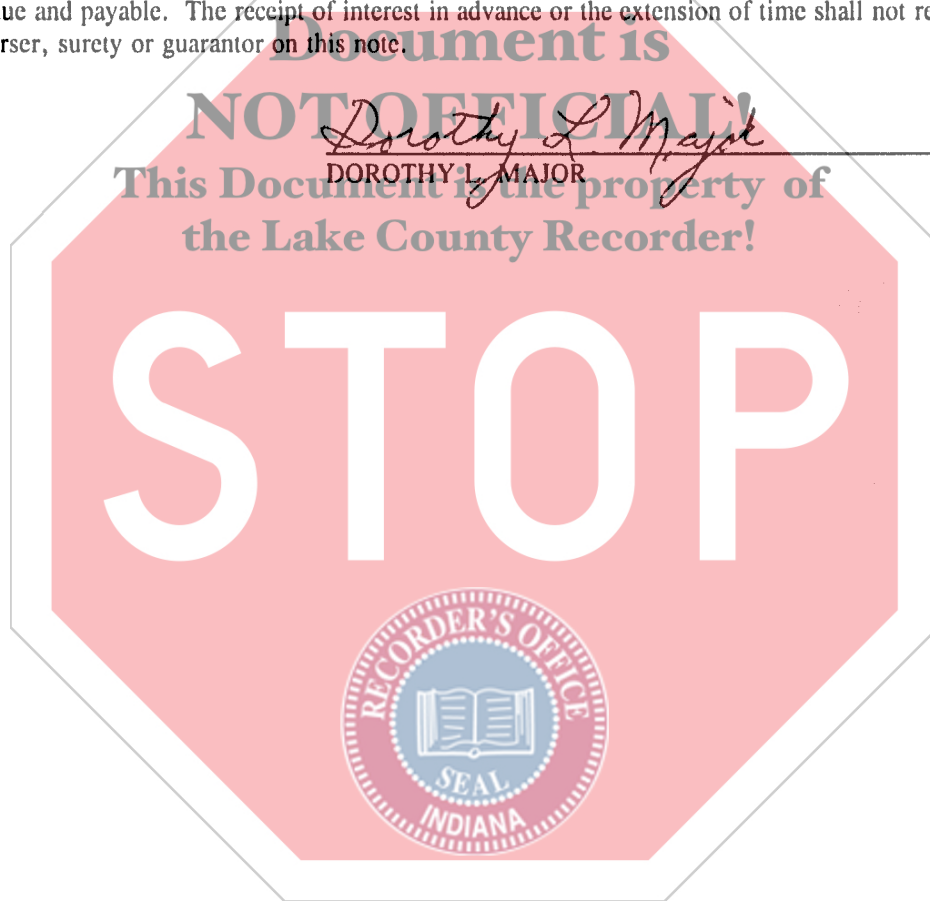 ue and payable. The receipt of interest in advance or the extension of time shall not re
rser, surety or guarantor on this note.
Document is
NOT OFFICIAL!
Dorothy L. Major
DOROTHY L. MAJOR
This Document is the property of
the Lake County Recorder!
STOP
RECORDER'S OFFICE
SEAL
INDIANA